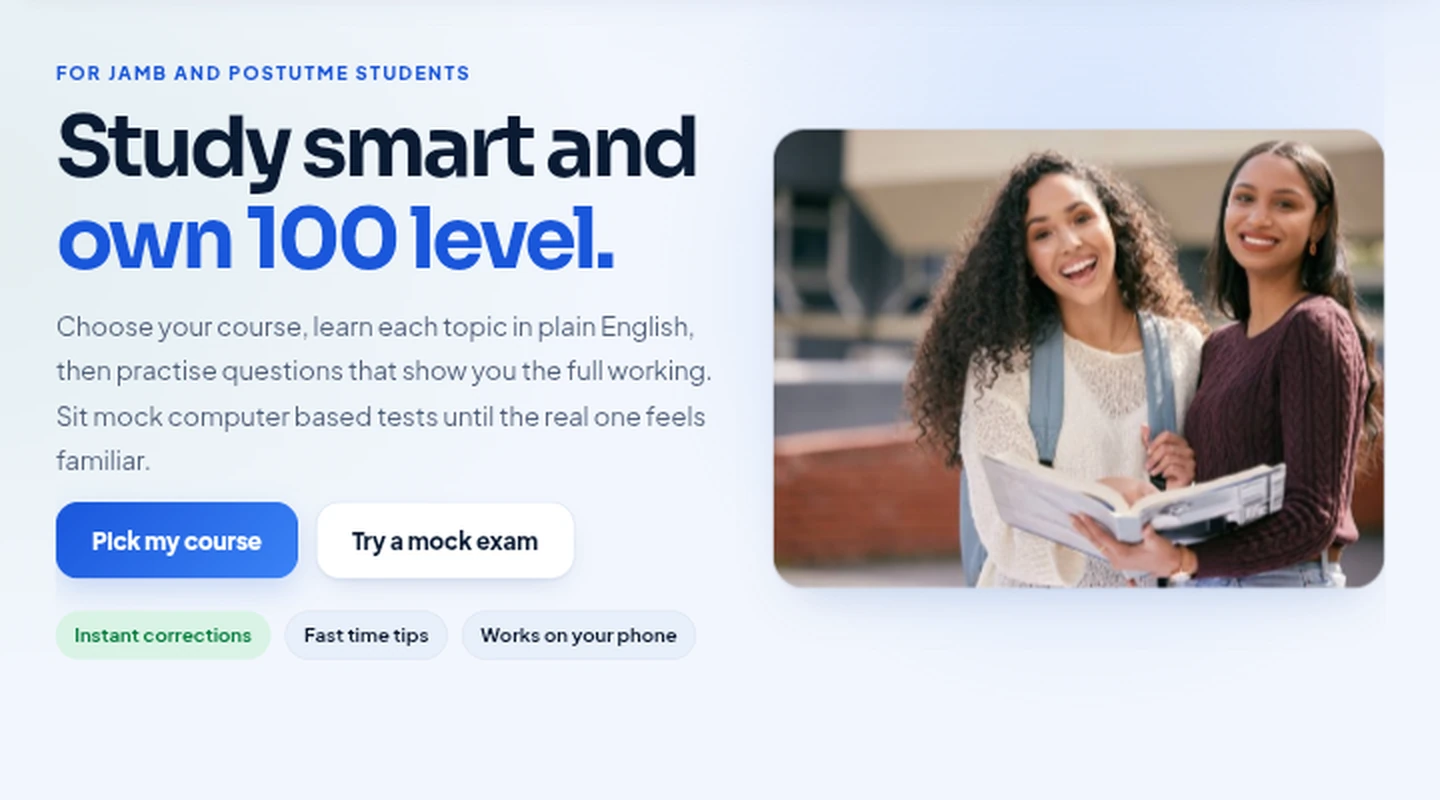 FOR JAMB AND POSTUTME STUDENTS
Study smart and
own 100 level.
Choose your course, learn each topic in plain English,
then practise questions that show you the full working.
Sit mock computer based tests until the real one feels
familiar.
Pick my course
Try a mock exam
Instant corrections
Fast time tips
Works on your phone